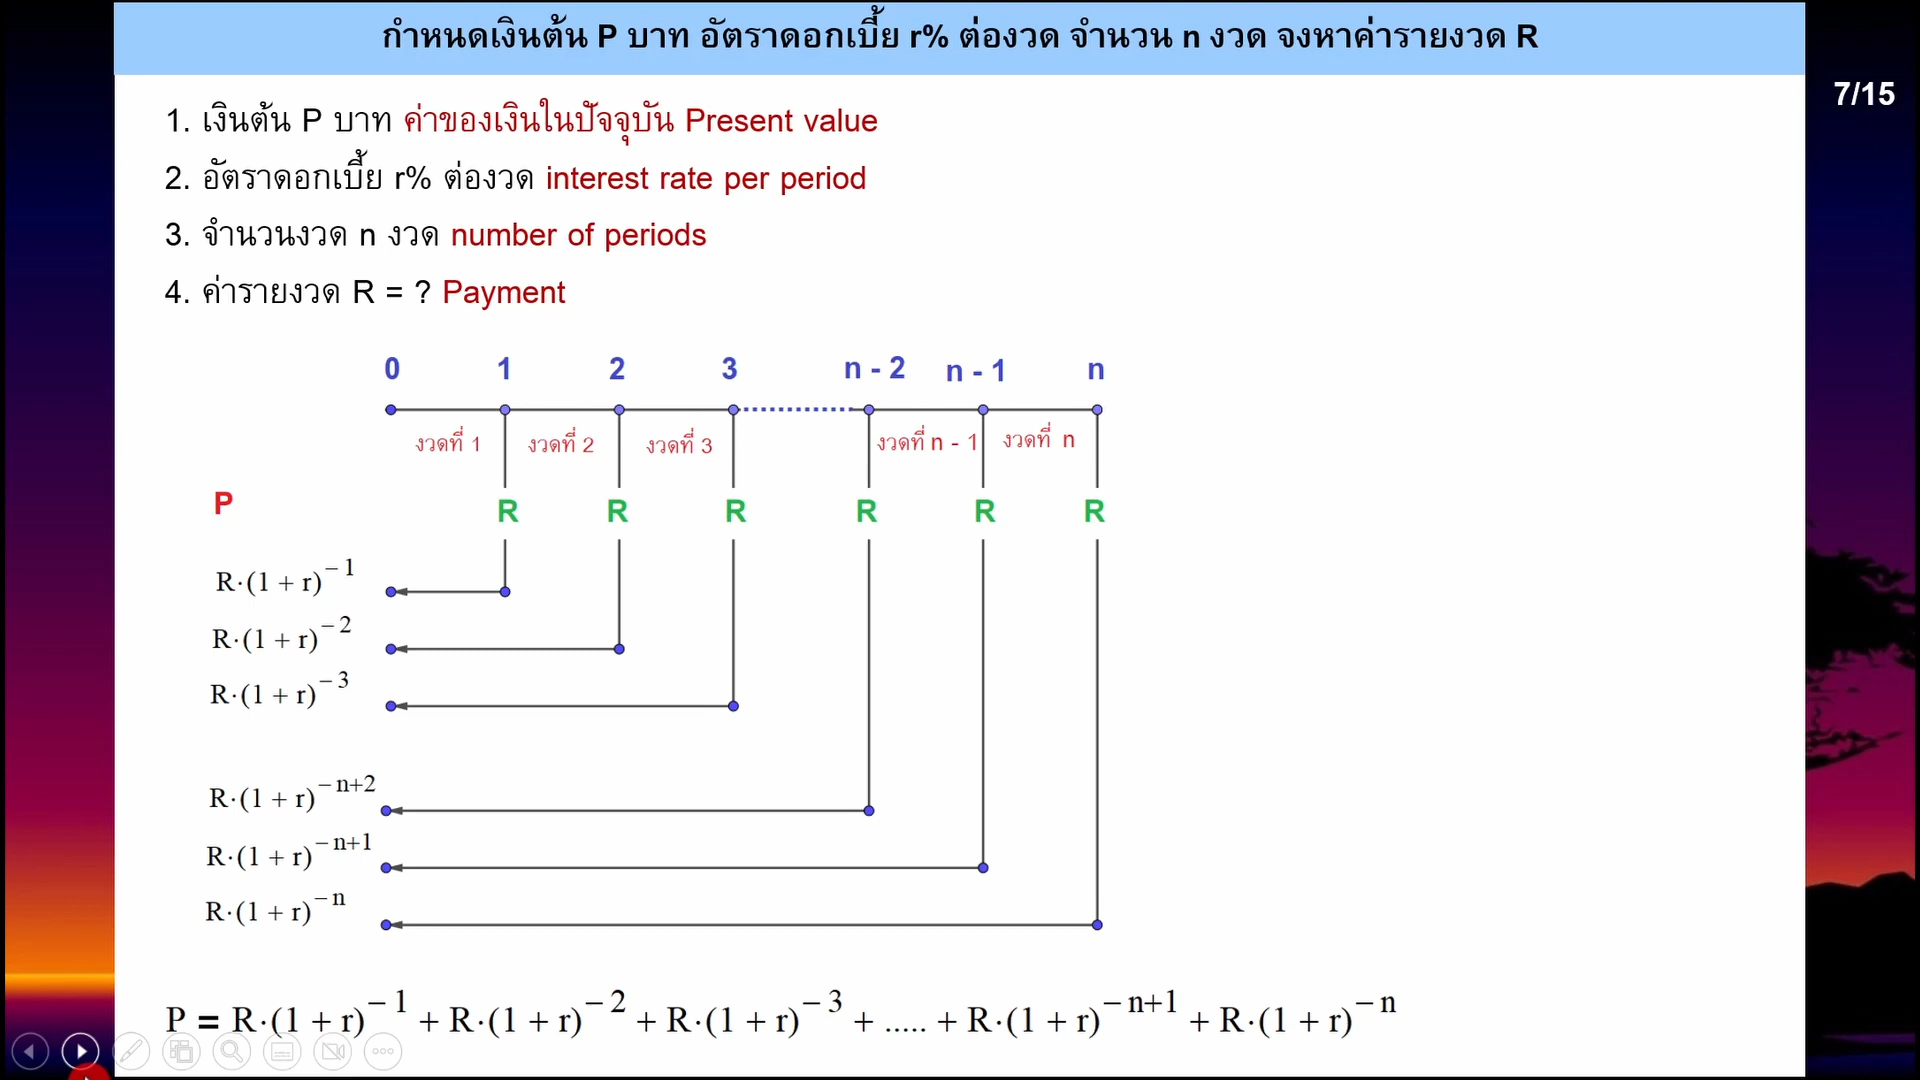 กำหนดเงินต้น P บาท อัตราดอกเบี้ย r% ต่องวด จำนวน n งวด จงหาค่ารายงวด R
7/15
1. เงินต้น P บาท ค่าของเงินในปัจจุบัน Present value
2. อัตราดอกเบี้ย r% ต่องวด interest rate per period
3. จำนวนงวด n งวด number of periods
4. ค่ารายงวด R = ? Payment
0 1 2 3 n - 2 n - 1 n
งวดที่ 1 งวดที่ 2 งวดที่ 3 งวดที่ n - 1 งวดที่ n
P R R R R R R
R·(1 + r)⁻¹
R·(1 + r)⁻²
R·(1 + r)⁻³
R·(1 + r)⁻ⁿ⁺²
R·(1 + r)⁻ⁿ⁺¹
R·(1 + r)⁻ⁿ
P = R·(1 + r)⁻¹ + R·(1 + r)⁻² + R·(1 + r)⁻³ + ..... + R·(1 + r)⁻ⁿ⁺¹ + R·(1 + r)⁻ⁿ